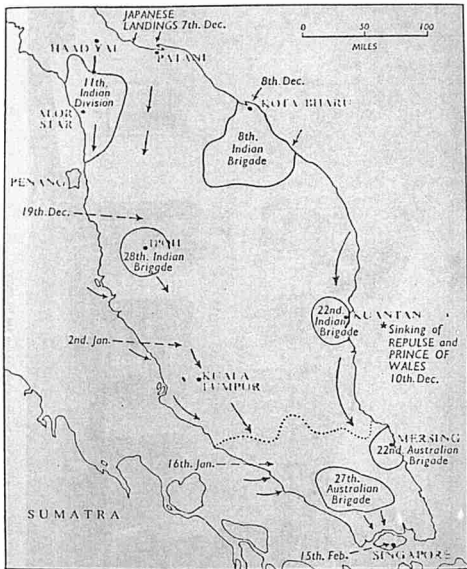 JAPANESE
LANDINGS 7th. Dec.
0 50 100
MILES
HAAD YAI
PATANI
8th. Dec.
KOTA BHARU
11th.
Indian
Division
ALOR
STAR
8th.
Indian
Brigade
PENANG
19th. Dec.
IPOH
28th. Indian
Brigade
22nd.
Indian
Brigade
KUANTAN
Sinking of
REPULSE and
PRINCE OF
WALES
10th. Dec.
2nd. Jan.
KUALA
LUMPUR
MERSING
22nd. Australian
Brigade
16th. Jan.
27th.
Australian
Brigade
SUMATRA
15th. Feb.
SINGAPORE